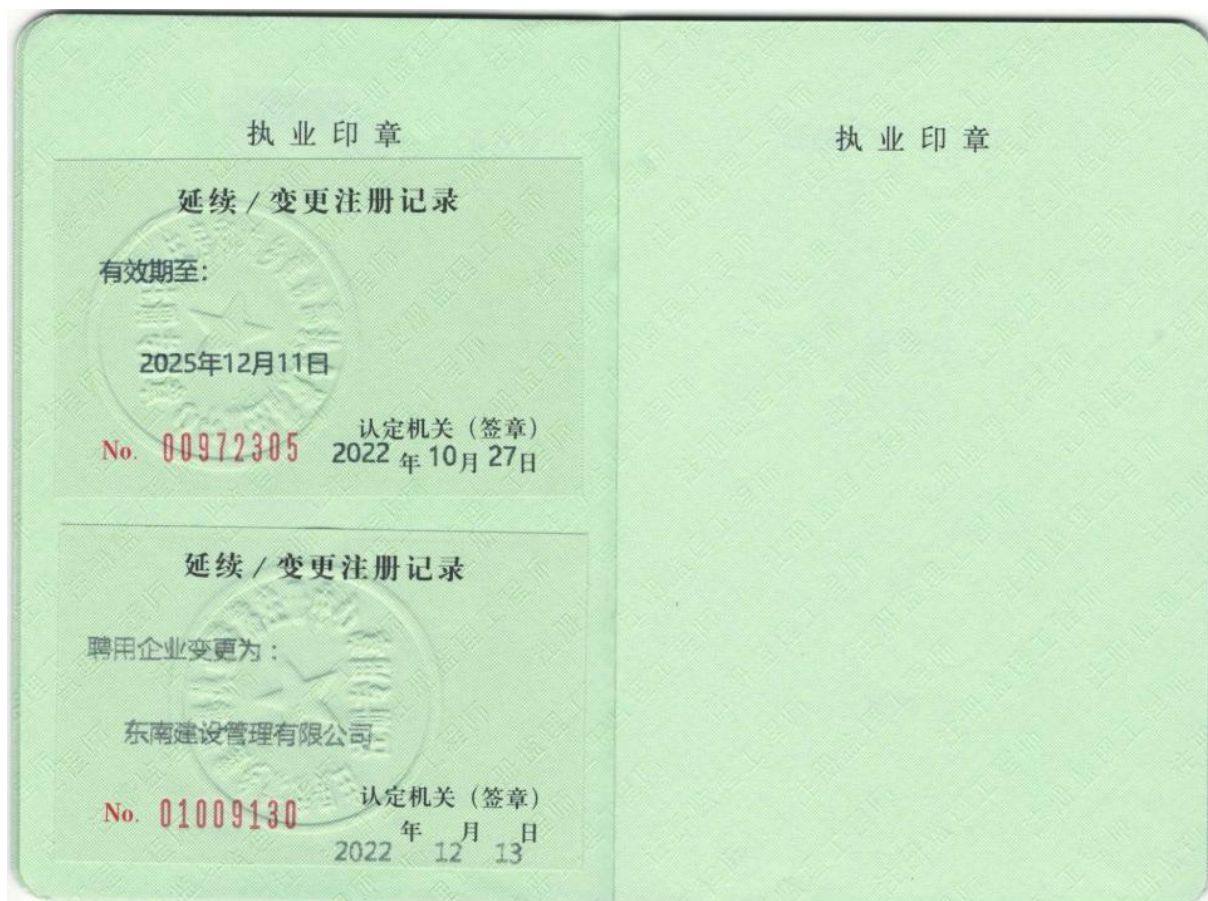 执业印章
延续/变更注册记录
有效期至：
2025年12月11日
认定机关（签章）
No. 00972305 2022年10月27日
延续/变更注册记录
聘用企业变更为：
东南建设管理有限公司
认定机关（签章）
No. 01009130 年 月 日
2022 12 13
执业印章